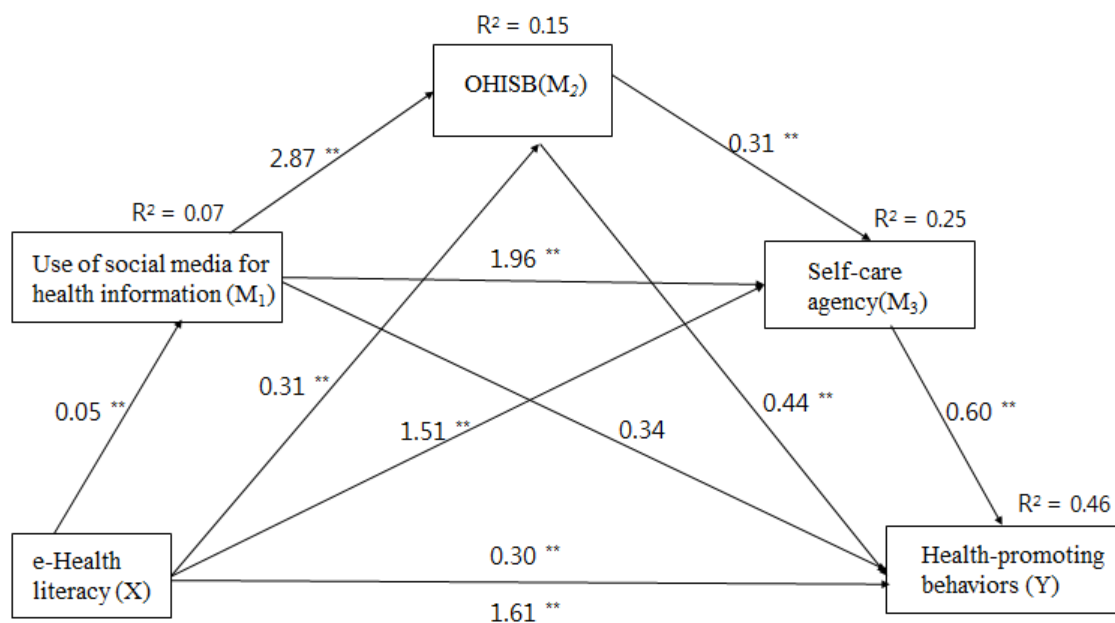 R² = 0.15
OHISB(M₂)
2.87 **
0.31 **
R² = 0.07
R² = 0.25
Use of social media for
health information (M₁)
1.96 **
Self-care
agency(M₃)
0.05 **
0.31 **
1.51 **
0.34
0.44 **
0.60 **
R² = 0.46
e-Health
literacy (X)
0.30 **
1.61 **
Health-promoting
behaviors (Y)